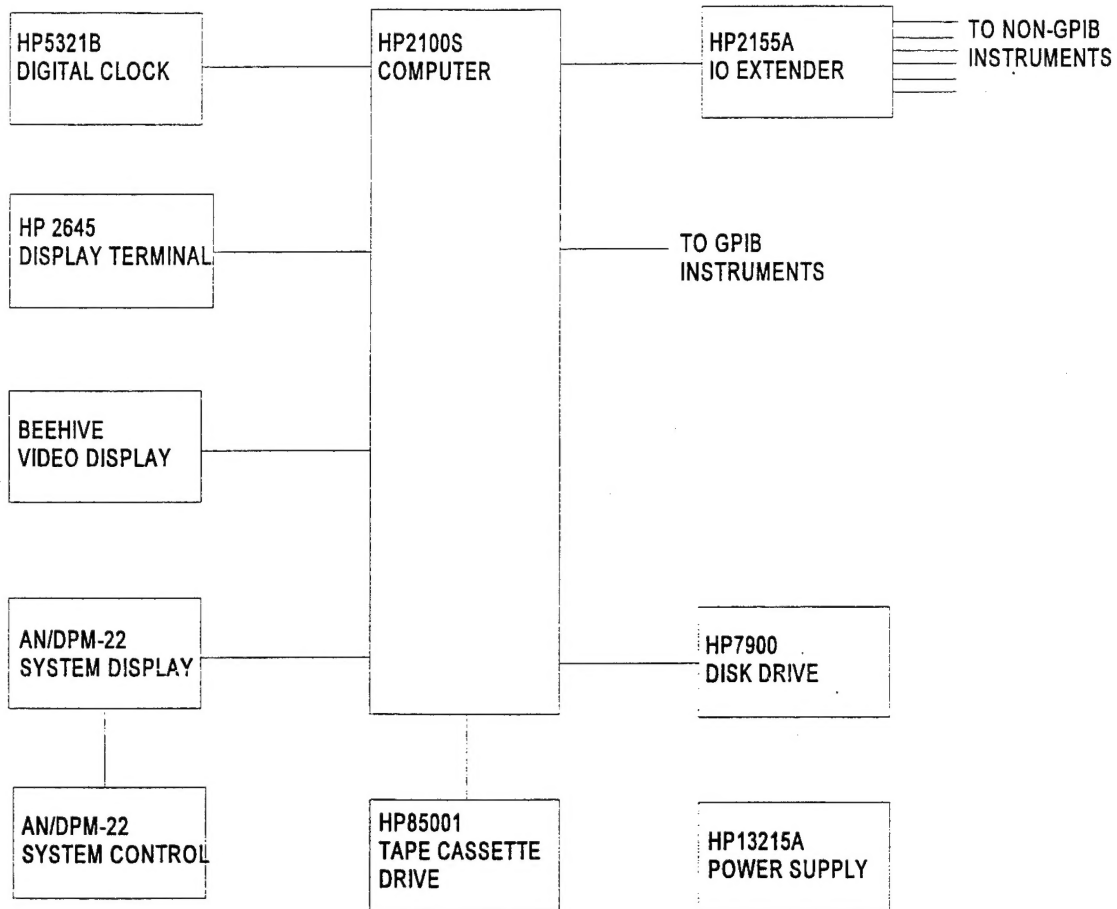 HP5321B
DIGITAL CLOCK
HP2100S
COMPUTER
HP2155A
IO EXTENDER
TO NON-GPIB
INSTRUMENTS
HP 2645
DISPLAY TERMINAL
TO GPIB
INSTRUMENTS
BEEHIVE
VIDEO DISPLAY
AN/DPM-22
SYSTEM DISPLAY
HP7900
DISK DRIVE
AN/DPM-22
SYSTEM CONTROL
HP85001
TAPE CASSETTE
DRIVE
HP13215A
POWER SUPPLY